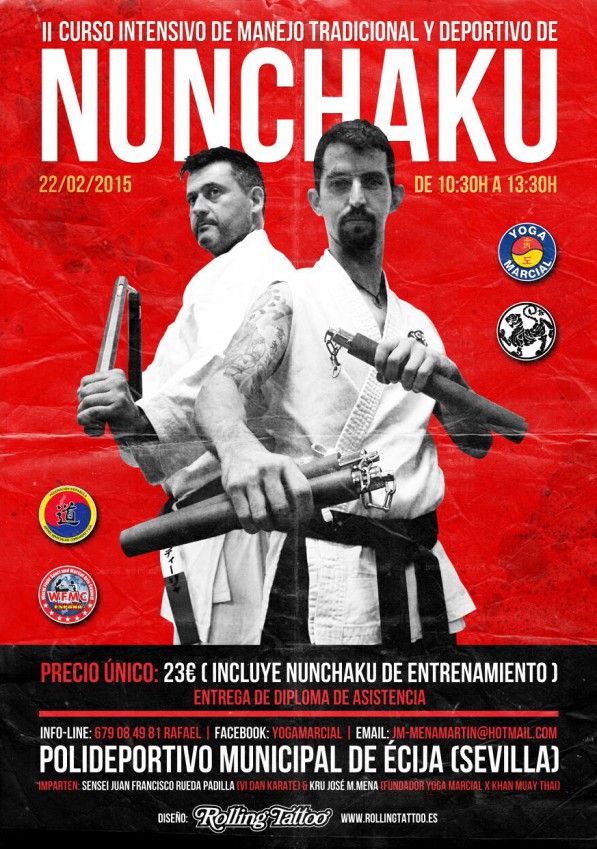 II CURSO INTENSIVO DE MANEJO TRADICIONAL Y DEPORTIVO DE
NUNCHAKU
22/02/2015
DE 10:30H A 13:30H
YOGA
MARCIAL
道
WFMC
ESPAÑA
PRECIO ÚNICO: 23€ ( INCLUYE NUNCHAKU DE ENTRENAMIENTO )
ENTREGA DE DIPLOMA DE ASISTENCIA
INFO-LINE: 679 08 49 81 RAFAEL | FACEBOOK: YOGAMARCIAL | EMAIL: JM-MENAMARTIN@HOTMAIL.COM
POLIDEPORTIVO MUNICIPAL DE ÉCIJA (SEVILLA)
*IMPARTEN: SENSEI JUAN FRANCISCO RUEDA PADILLA (VI DAN KARATE) & KRU JOSÉ M.MENA (FUNDADOR YOGA MARCIAL X KHAN MUAY THAI)
DISEÑO: Rolling Tattoo WWW.ROLLINGTATTOO.ES